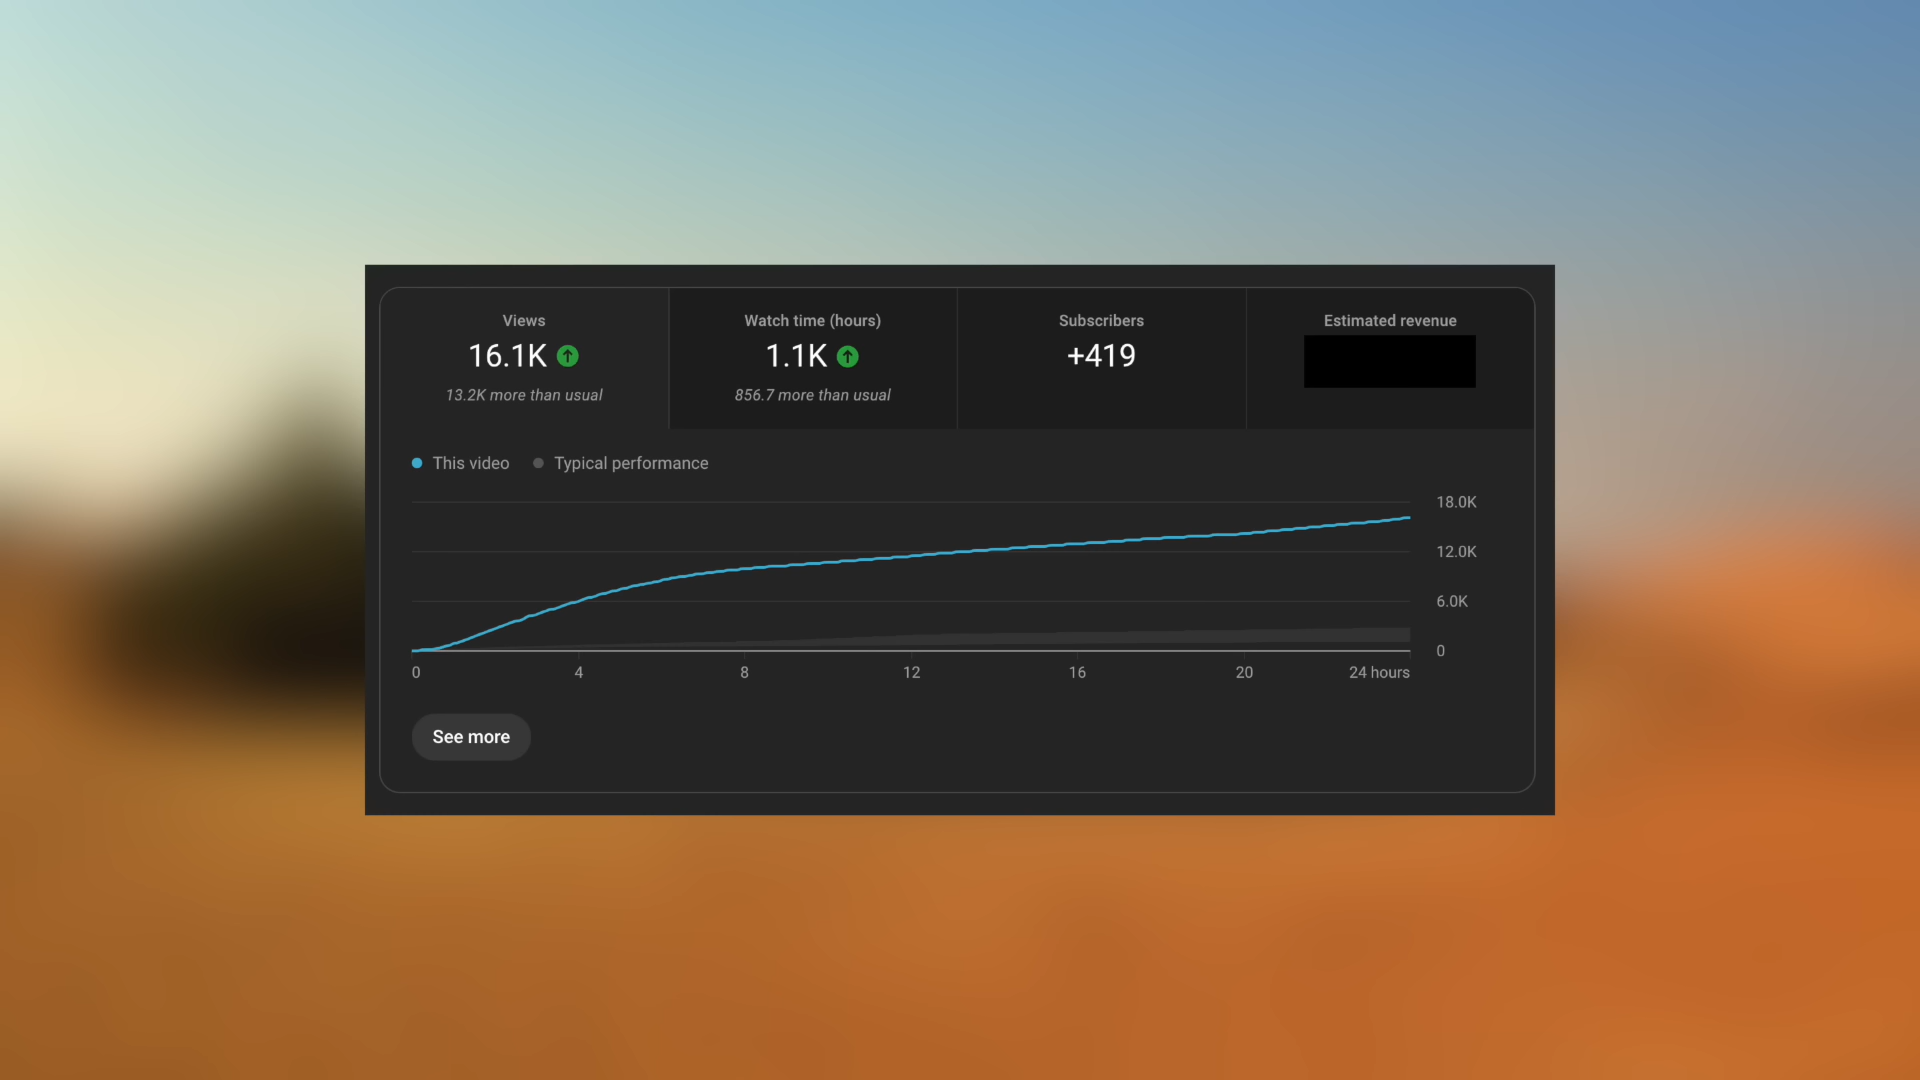 Views
16.1K
13.2K more than usual
Watch time (hours)
1.1K
856.7 more than usual
Subscribers
+419
Estimated revenue
This video
Typical performance
18.0K
12.0K
6.0K
0
0 4 8 12 16 20 24 hours
See more